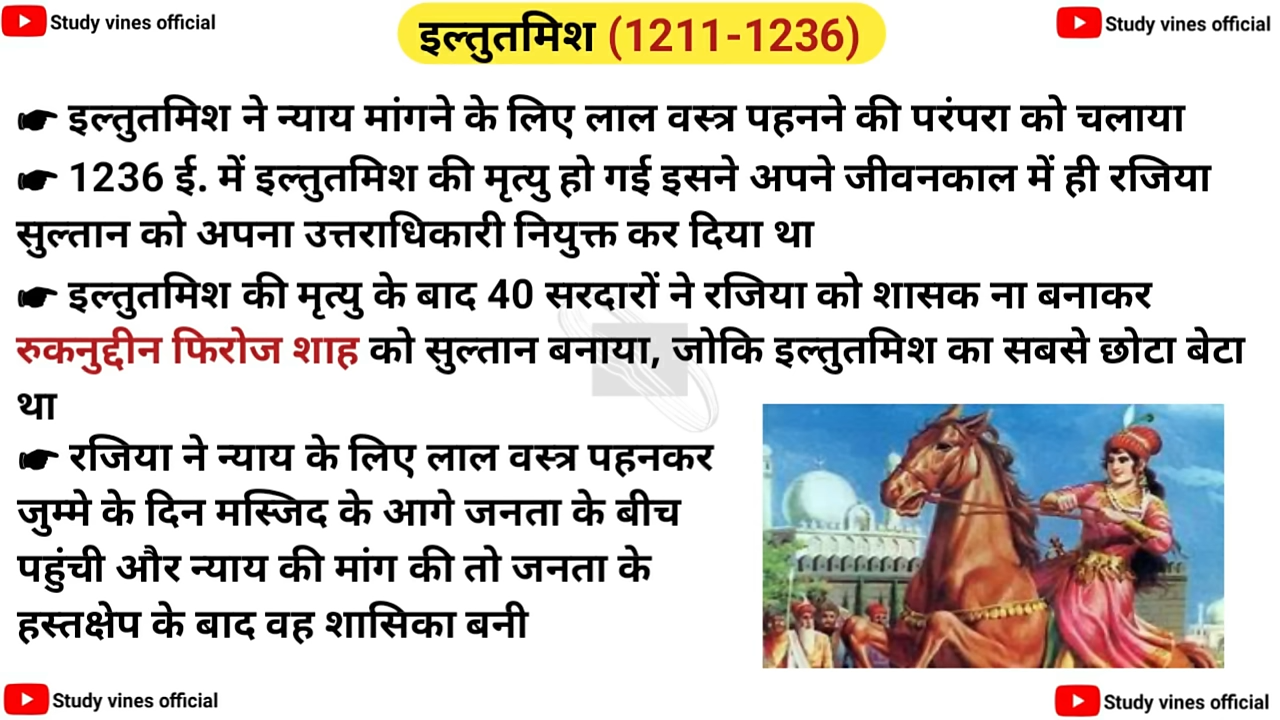 Study vines official
इल्तुतमिश (1211-1236)
Study vines official
☛ इल्तुतमिश ने न्याय मांगने के लिए लाल वस्त्र पहनने की परंपरा को चलाया
☛ 1236 ई. में इल्तुतमिश की मृत्यु हो गई इसने अपने जीवनकाल में ही रजिया
सुल्तान को अपना उत्तराधिकारी नियुक्त कर दिया था
☛ इल्तुतमिश की मृत्यु के बाद 40 सरदारों ने रजिया को शासक ना बनाकर
रुकनुद्दीन फिरोज शाह को सुल्तान बनाया, जोकि इल्तुतमिश का सबसे छोटा बेटा
था
☛ रजिया ने न्याय के लिए लाल वस्त्र पहनकर
जुम्मे के दिन मस्जिद के आगे जनता के बीच
पहुंची और न्याय की मांग की तो जनता के
हस्तक्षेप के बाद वह शासिका बनी
Study vines official
Study vines official